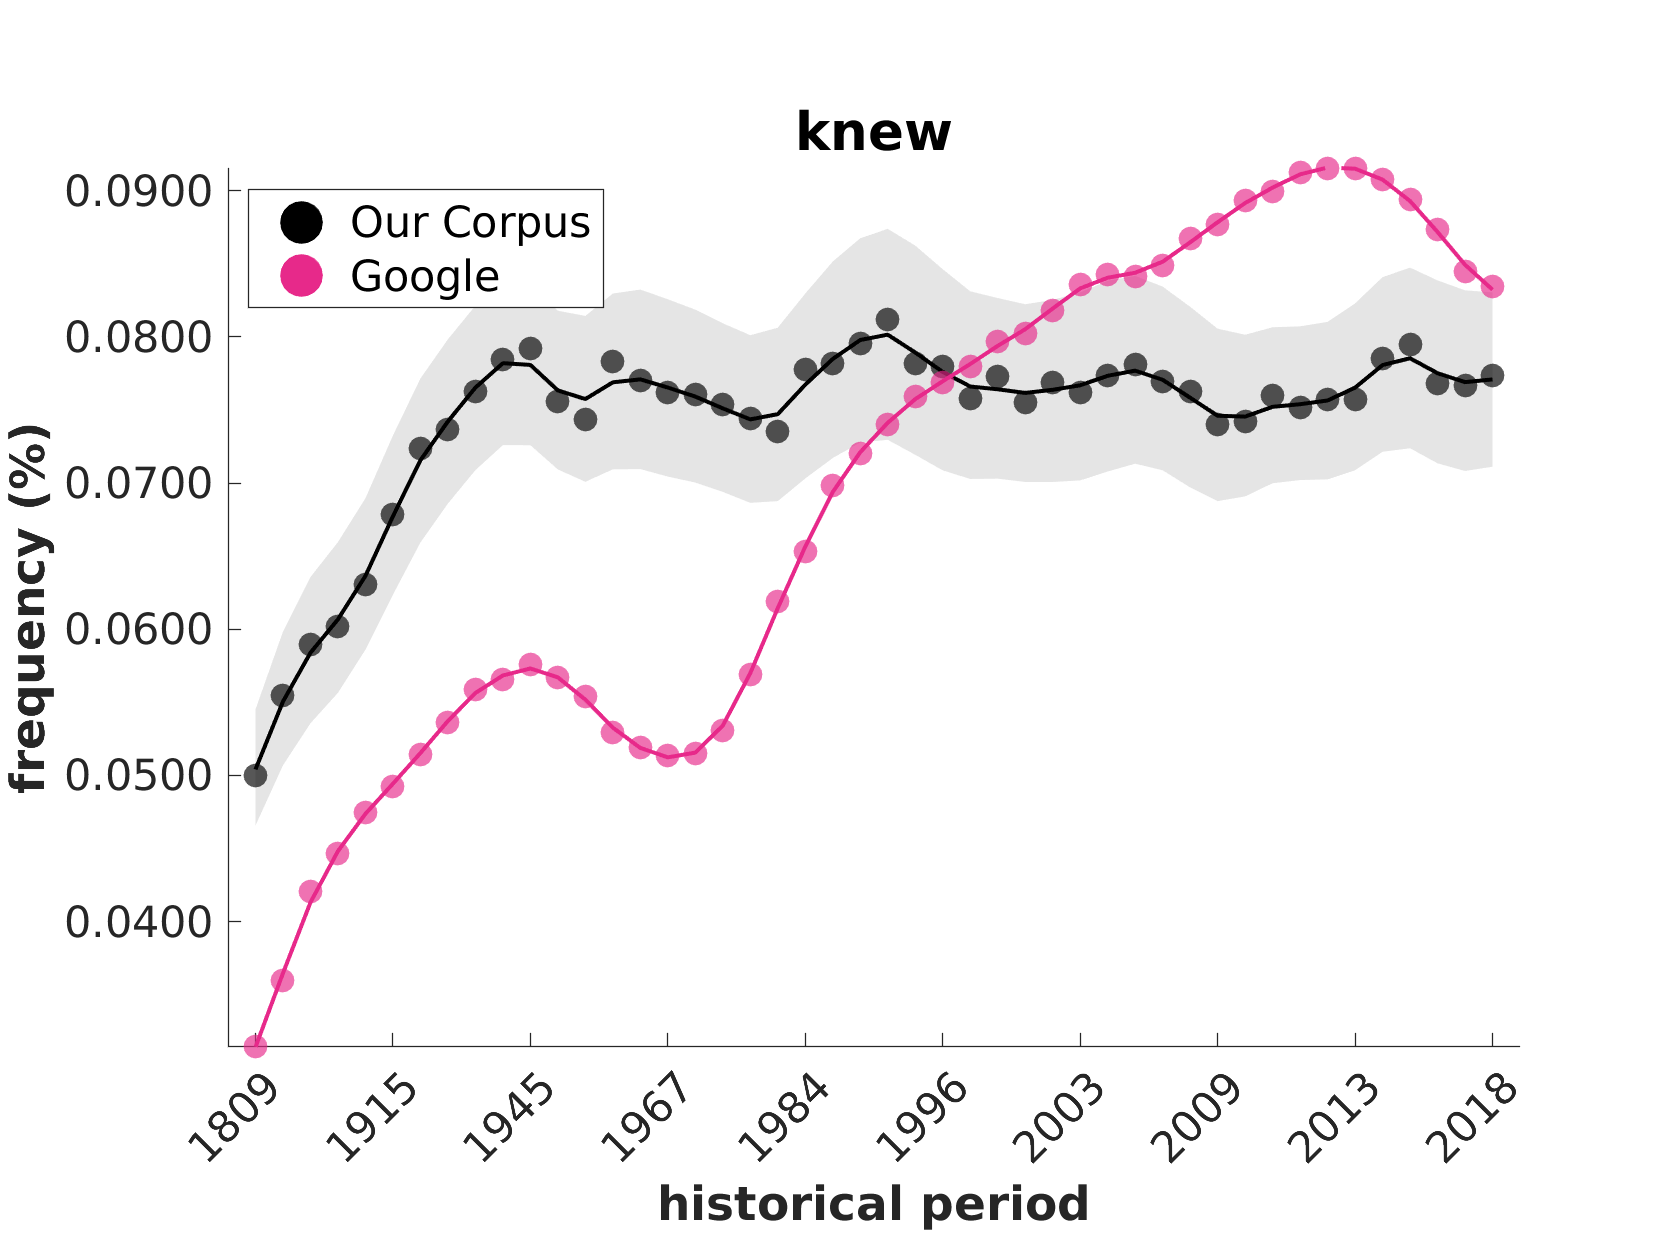 knew
Our Corpus
Google
0.0900
0.0800
0.0700
0.0600
0.0500
0.0400
frequency (%)
1809 1915 1945 1967 1984 1996 2003 2009 2013 2018
historical period